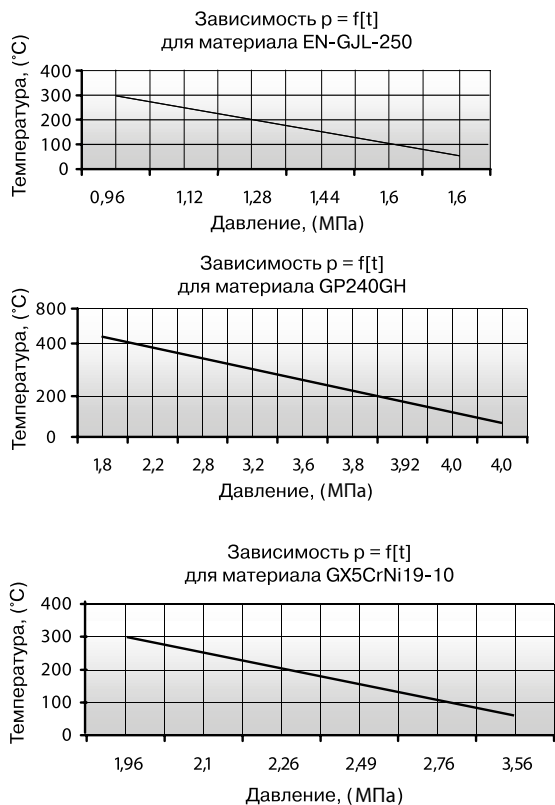 Зависимость p = f[t]
для материала EN-GJL-250
Температура, (°C)
400
300
200
100
0
0,96 1,12 1,28 1,44 1,6 1,6
Давление, (МПа)
Зависимость p = f[t]
для материала GP240GH
Температура, (°C)
800
400
200
0
1,8 2,2 2,8 3,2 3,6 3,8 3,92 4,0 4,0
Давление, (МПа)
Зависимость p = f[t]
для материала GX5CrNi19-10
Температура, (°C)
400
300
200
100
0
1,96 2,1 2,26 2,49 2,76 3,56
Давление, (МПа)